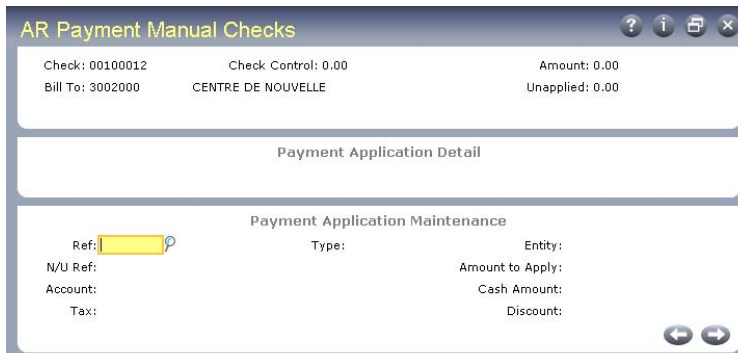 AR Payment Manual Checks
Check: 00100012 Check Control: 0.00 Amount: 0.00
Bill To: 3002000 CENTRE DE NOUVELLE Unapplied: 0.00
Payment Application Detail
Payment Application Maintenance
Ref: Type: Entity:
N/U Ref: Amount to Apply:
Account: Cash Amount:
Tax: Discount: